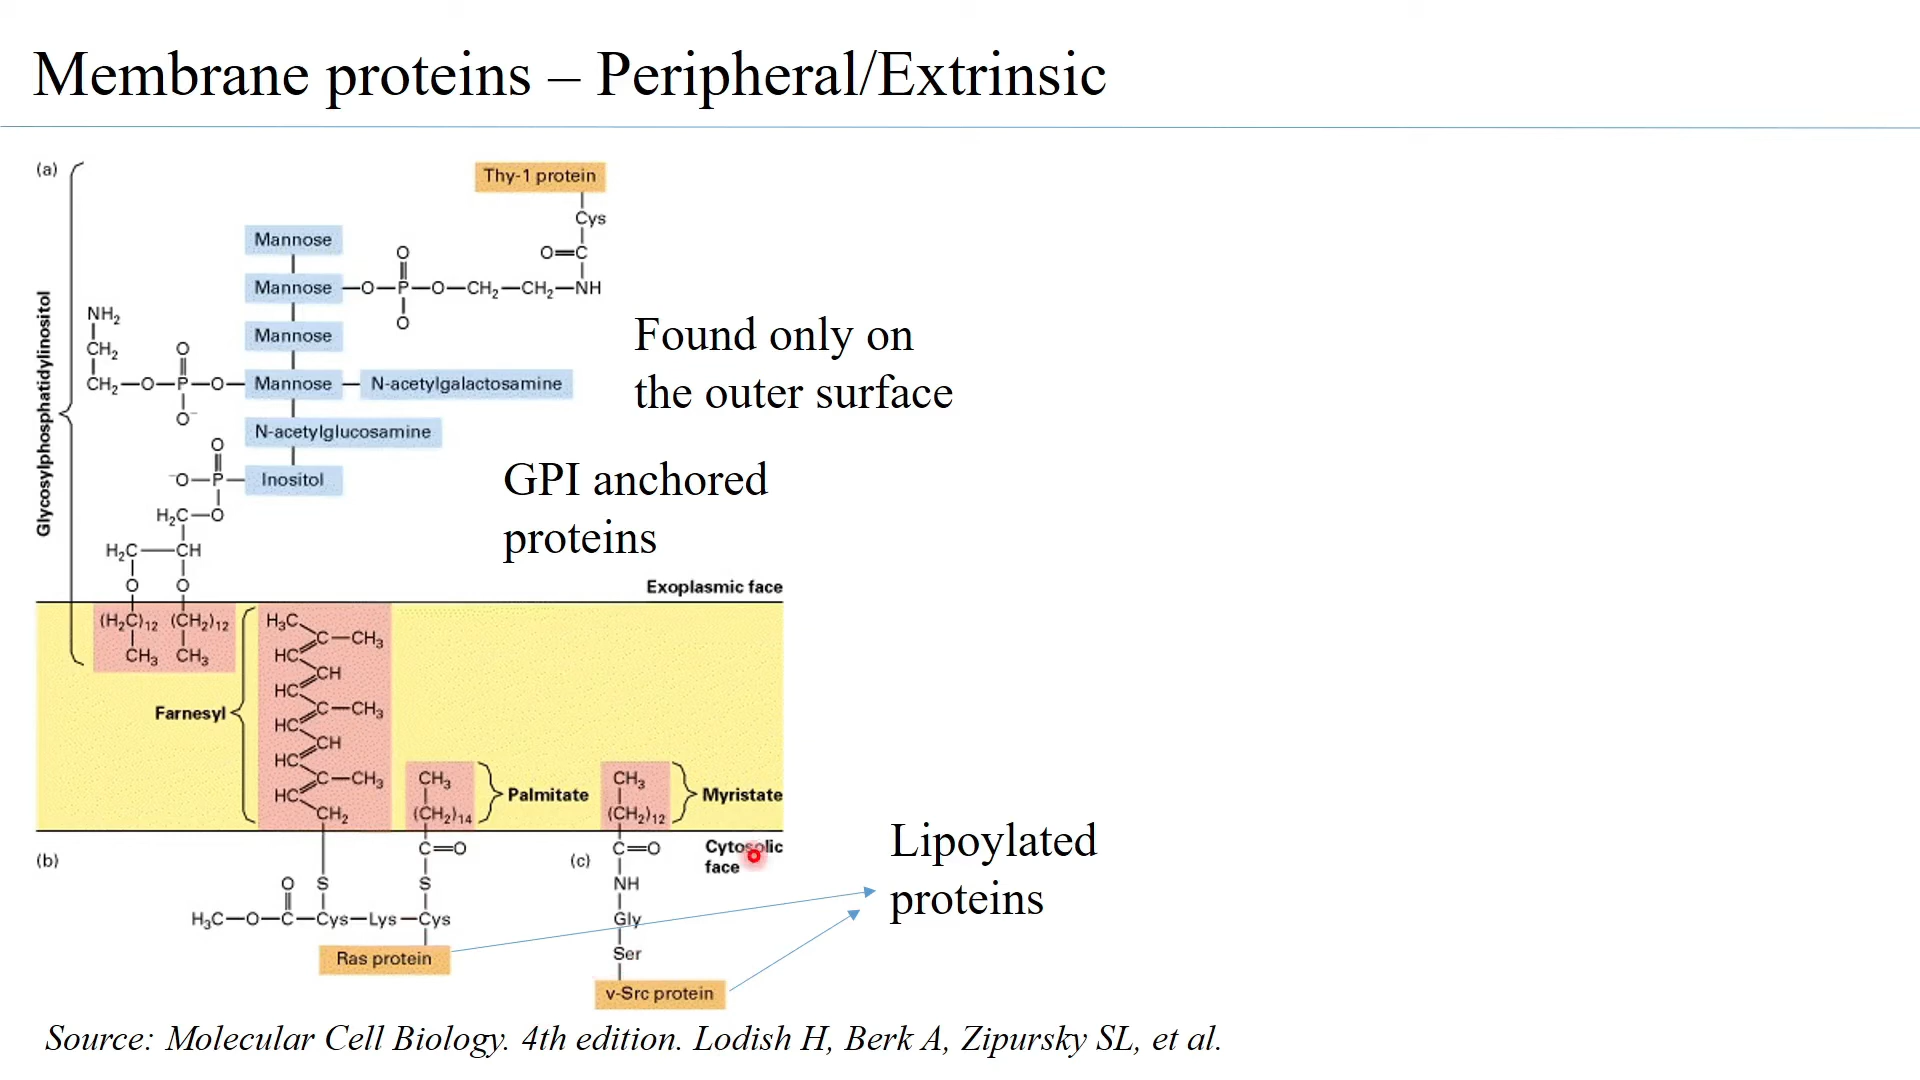 Membrane proteins – Peripheral/Extrinsic
(a)
Thy-1 protein
Cys
O=C
Mannose
Mannose —O—P—O—CH₂—CH₂—NH
O
O
Mannose
NH₂
CH₂
O
CH₂—O—P—O— Mannose — N-acetylgalactosamine
O⁻
N-acetylglucosamine
O
⁻O—P— Inositol
H₂C—O
H₂C—CH
O O
Glycosylphosphatidylinositol
Found only on
the outer surface
GPI anchored
proteins
Exoplasmic face
(H₂C)₁₂ (CH₂)₁₂
CH₃ CH₃
Farnesyl
H₃C
C—CH₃
HC
CH
HC
C—CH₃
HC
CH
HC
C—CH₃
HC
CH₂
CH₃
(CH₂)₁₄
Palmitate
CH₃
(CH₂)₁₂
Myristate
Cytosolic
face
(b)
C=O
O S S
H₃C—O—C—Cys—Lys—Cys
Ras protein
(c)
C=O
NH
Gly
Ser
v-Src protein
Lipoylated
proteins
Source: Molecular Cell Biology. 4th edition. Lodish H, Berk A, Zipursky SL, et al.